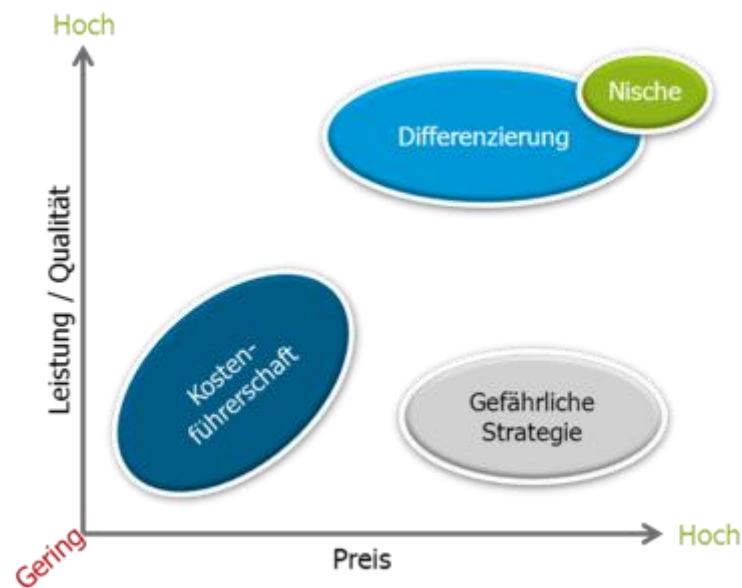 Hoch
Nische
Differenzierung
Leistung / Qualität
Kosten-
führerschaft
Gefährliche
Strategie
Gering
Preis
Hoch